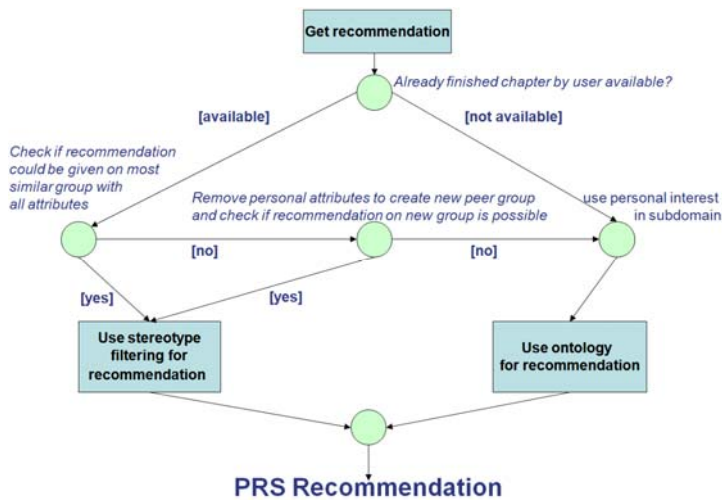 Get recommendation
Already finished chapter by user available?
[available]
[not available]
Check if recommendation
could be given on most
similar group with
all attributes
Remove personal attributes to create new peer group
and check if recommendation on new group is possible
use personal interest
in subdomain
[no]
[no]
[yes]
[yes]
Use stereotype
filtering for
recommendation
Use ontology
for recommendation
PRS Recommendation